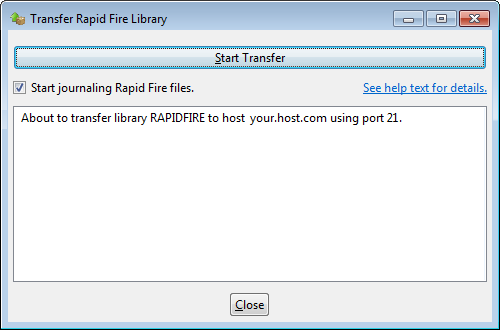 Transfer Rapid Fire Library
Start Transfer
Start journaling Rapid Fire files. See help text for details.
About to transfer library RAPIDFIRE to host your.host.com using port 21.
Close